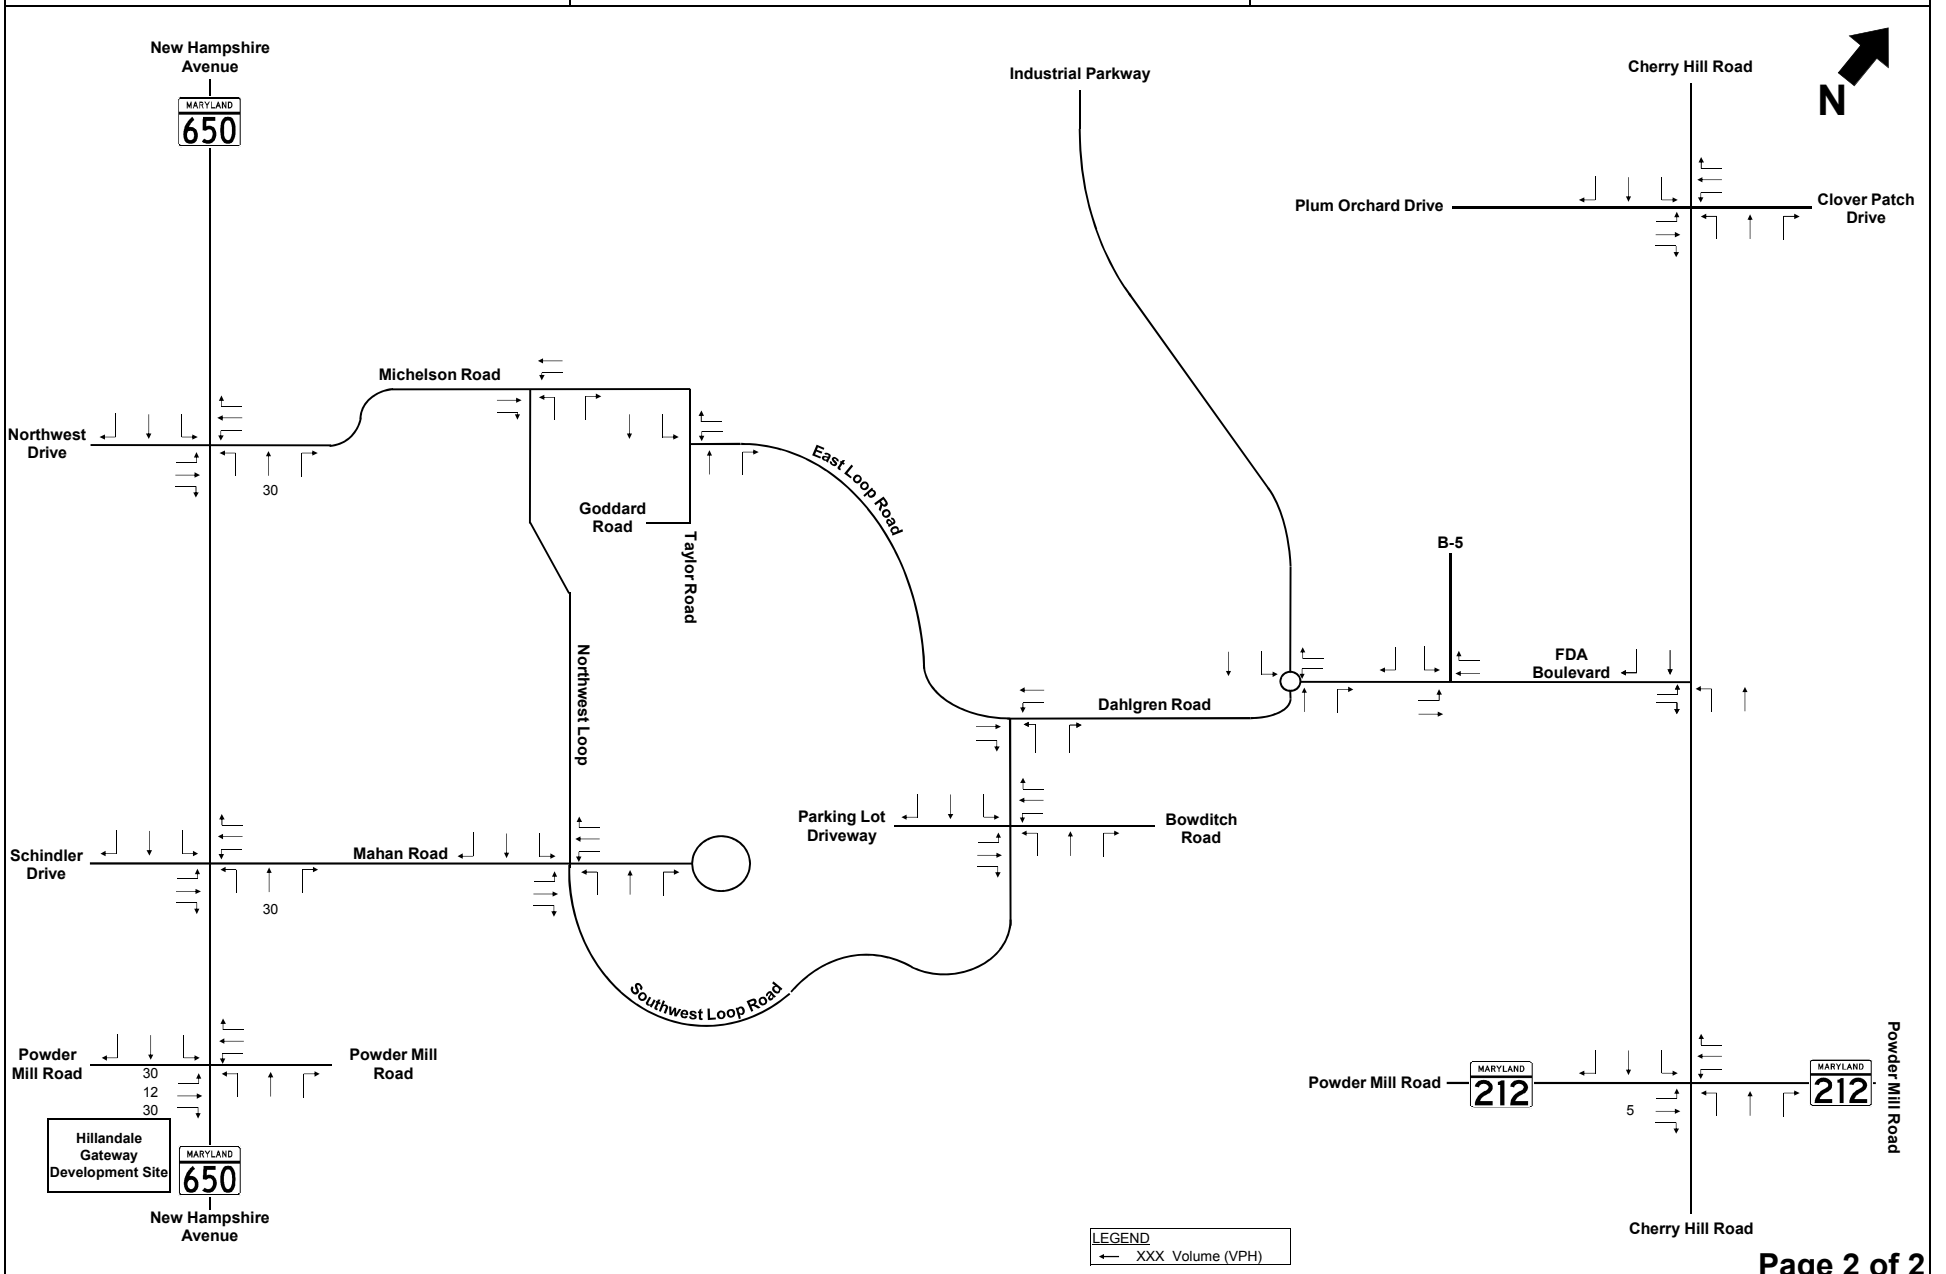 New Hampshire
Avenue
MARYLAND
650
Industrial Parkway
Cherry Hill Road
N
Plum Orchard Drive
Clover Patch
Drive
Michelson Road
Northwest
Drive
30
Goddard
Road
Taylor Road
East Loop Road
B-5
FDA
Boulevard
Northwest Loop
Dahlgren Road
Parking Lot
Driveway
Bowditch
Road
Schindler
Drive
Mahan Road
30
Southwest Loop Road
Powder
Mill Road
Powder Mill
Road
30
12
30
Hillandale
Gateway
Development Site
MARYLAND
650
New Hampshire
Avenue
Powder Mill Road
MARYLAND
212
5
MARYLAND
212
Powder Mill Road
Cherry Hill Road
LEGEND
XXX Volume (VPH)
Page 2 of 2